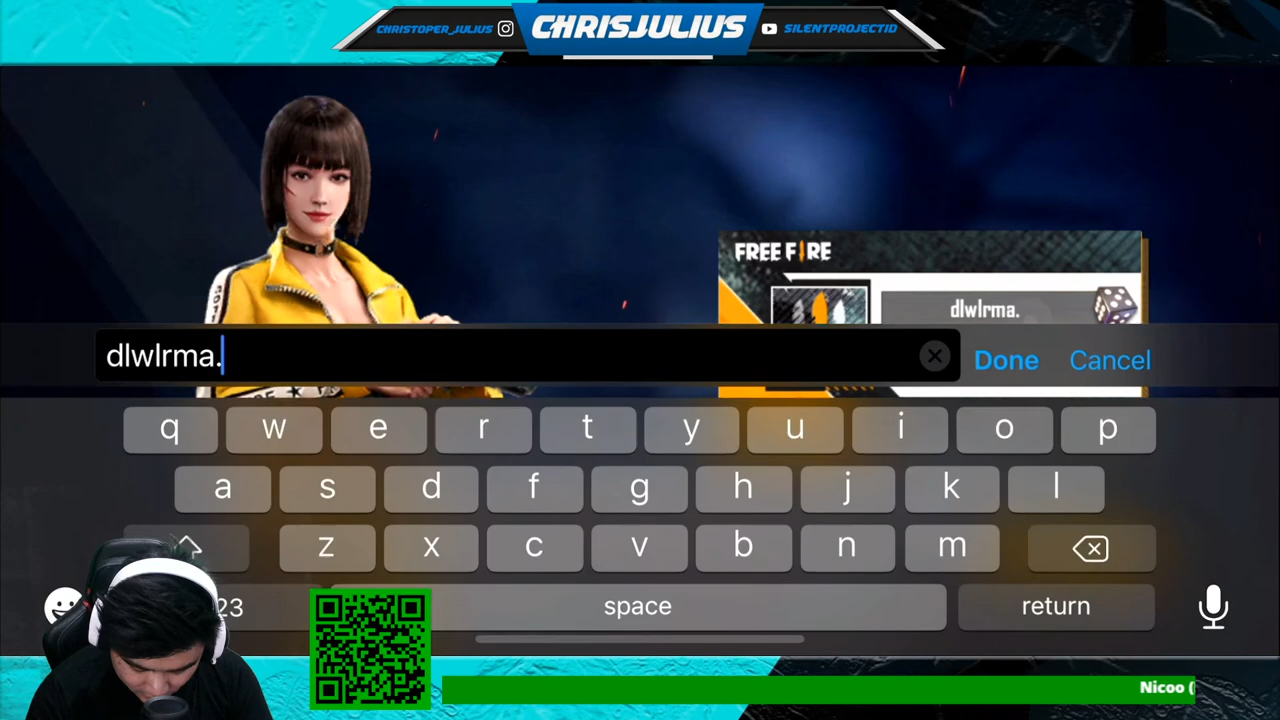 CHRISTOPER_JULIUS
CHRISJULIUS
SILENTPROJECTID
FREE FIRE
dlwlrma.
dlwlrma.
Done
Cancel
q w e r t y u i o p
a s d f g h j k l
z x c v b n m
23
space
return
Nicoo (